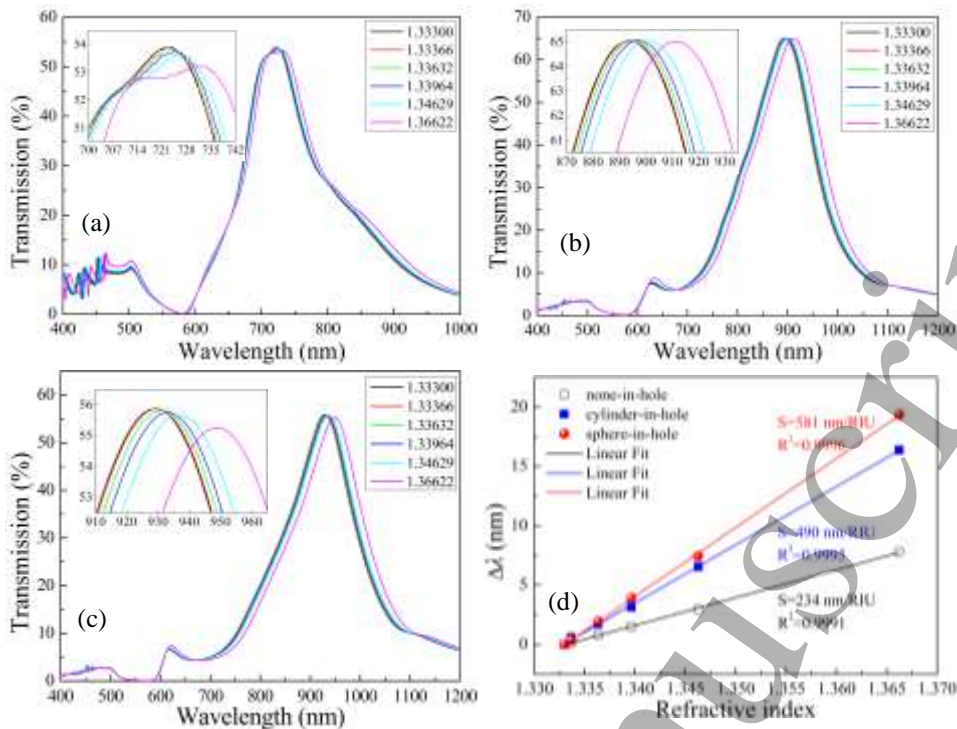 60
50
40
30
20
10
0
Transmission (%)
54
53
52
51
700 707 714 721 728 735 742
1.33300
1.33366
1.33632
1.33964
1.34629
1.36622
(a)
400 500 600 700 800 900 1000
Wavelength (nm)
70
60
50
40
30
20
10
0
Transmission (%)
65
64
63
62
61
870 880 890 900 910 920 930
1.33300
1.33366
1.33632
1.33964
1.34629
1.36622
(b)
400 500 600 700 800 900 1000 1100 1200
Wavelength (nm)
60
50
40
30
20
10
0
Transmission (%)
56
55
54
53
910 920 930 940 950 960
1.33300
1.33366
1.33632
1.33964
1.34629
1.36622
(c)
400 500 600 700 800 900 1000 1100 1200
Wavelength (nm)
20
15
10
5
0
Δλ (nm)
none-in-hole
cylinder-in-hole
sphere-in-hole
Linear Fit
Linear Fit
Linear Fit
S=581 nm/RIU
S=490 nm/RIU
S=234 nm/RIU
(d)
1.330 1.335 1.340 1.345 1.350 1.355 1.360 1.365 1.370
Refractive index